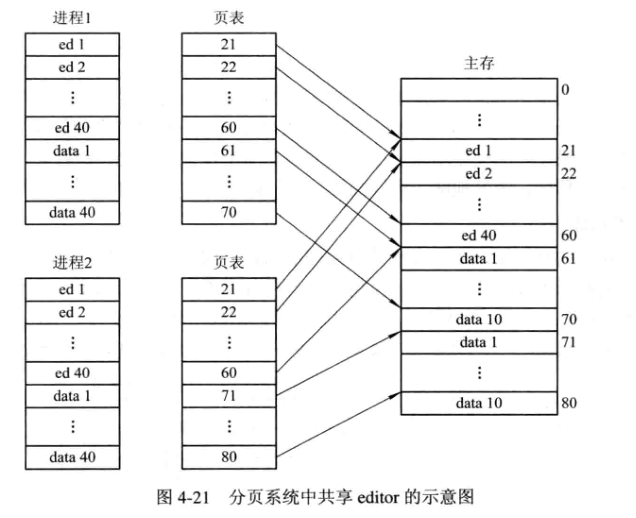 进程1
ed 1
ed 2
⋮
ed 40
data 1
⋮
data 40
页表
21
22
⋮
60
61
⋮
70
进程2
ed 1
ed 2
⋮
ed 40
data 1
⋮
data 40
页表
21
22
⋮
60
71
⋮
80
主存
0
⋮
ed 1 21
ed 2 22
⋮
ed 40 60
data 1 61
⋮
data 10 70
data 1 71
⋮
data 10 80
图 4-21 分页系统中共享 editor 的示意图